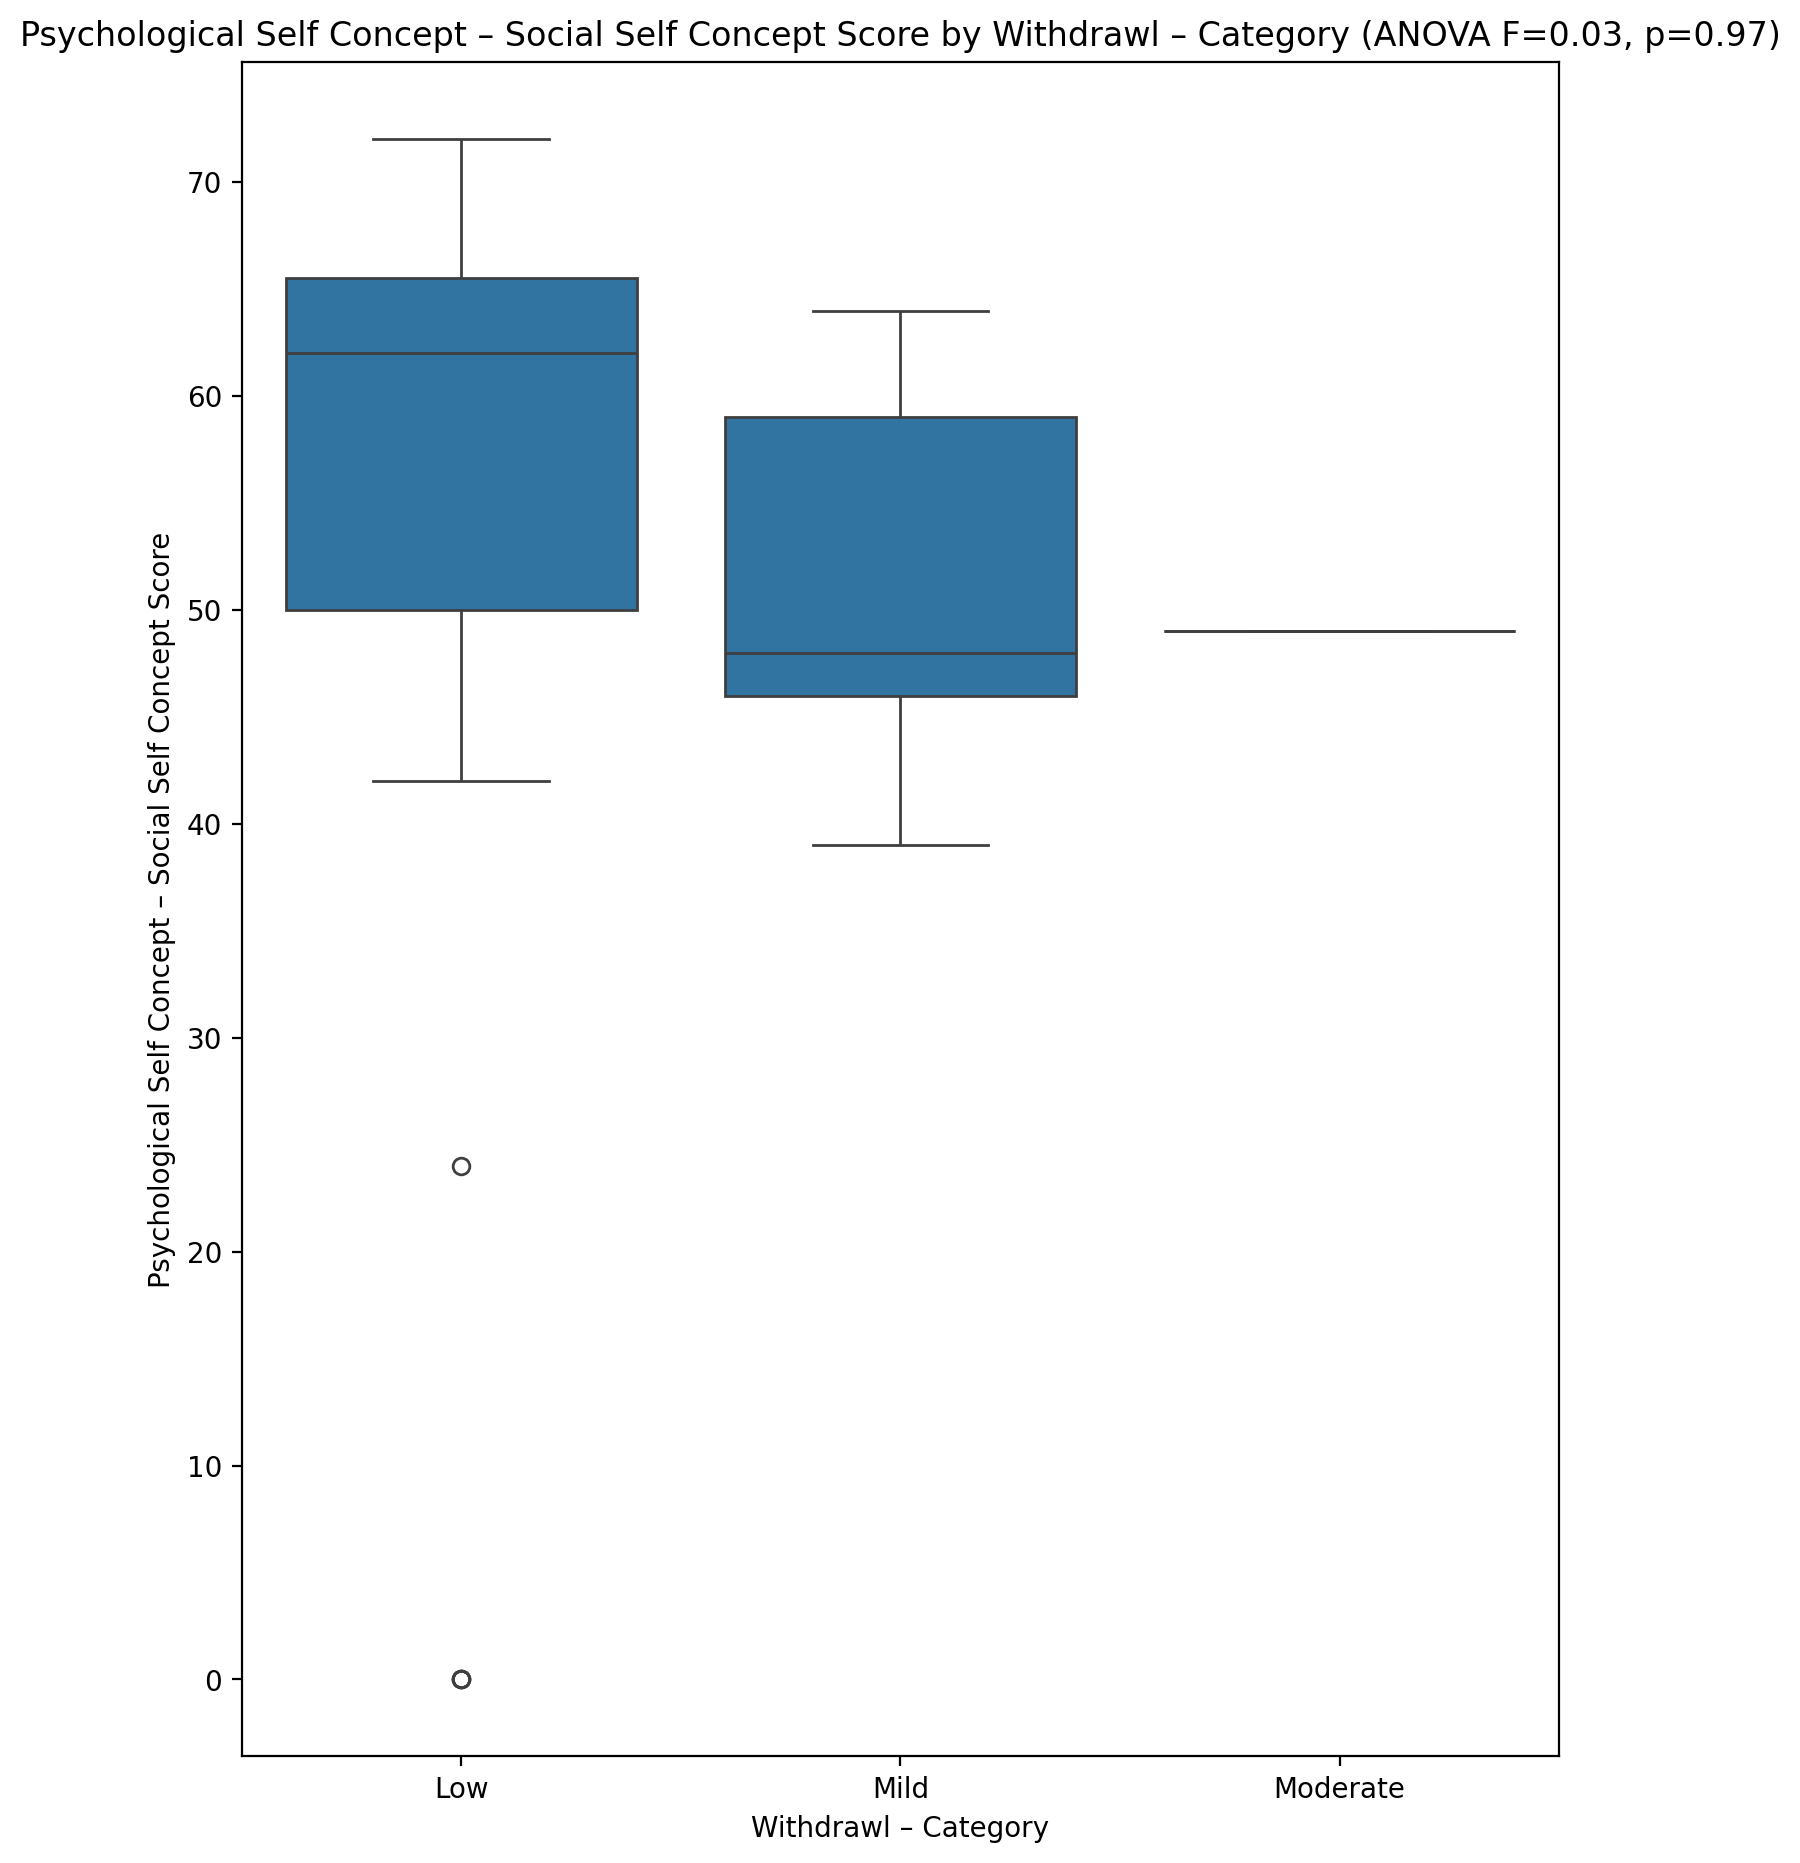 Psychological Self Concept – Social Self Concept Score by Withdrawl – Category (ANOVA F=0.03, p=0.97)
Psychological Self Concept – Social Self Concept Score
70
60
50
40
30
20
10
0
Low
Mild
Moderate
Withdrawl – Category